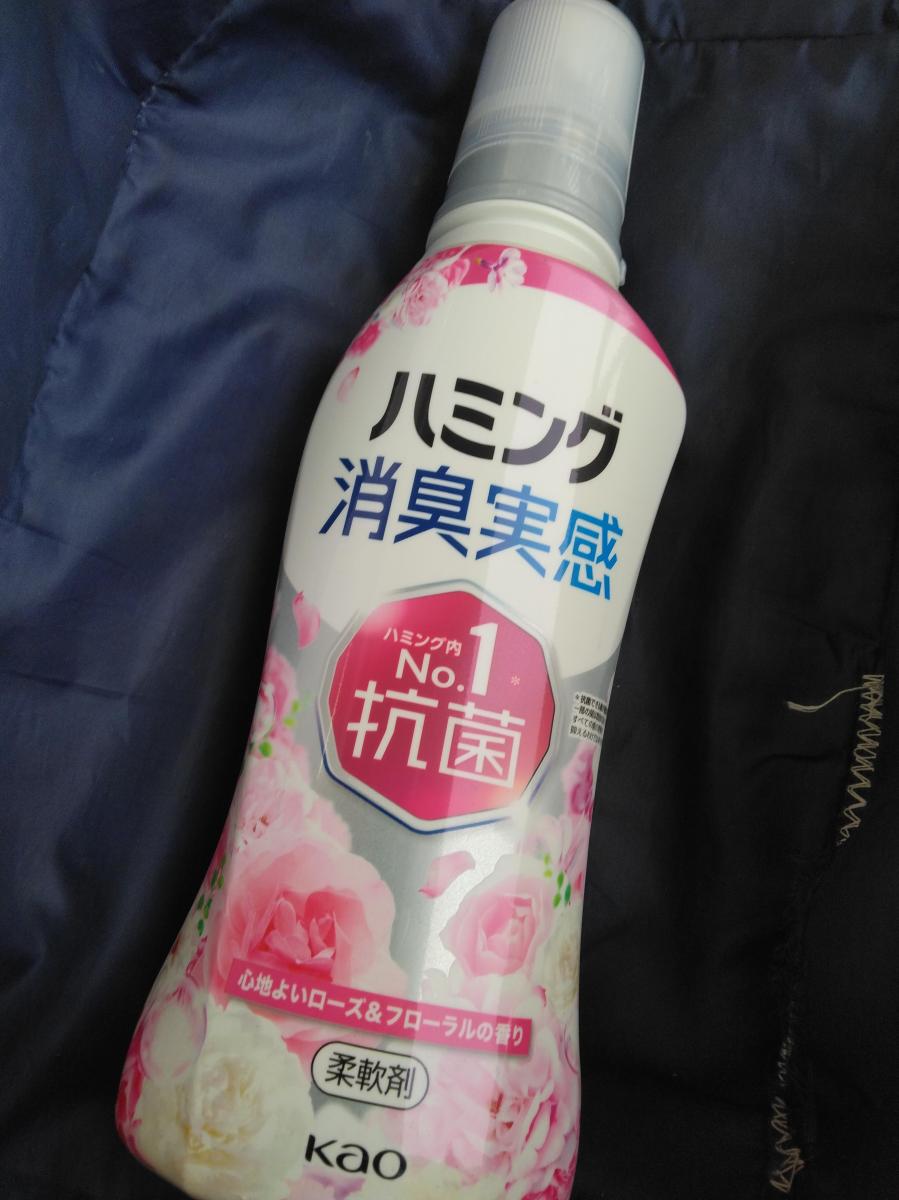 ハミング
消臭実感
ハミング内
No.1*
抗菌
心地よいローズ&フローラルの香り
柔軟剤
Kao